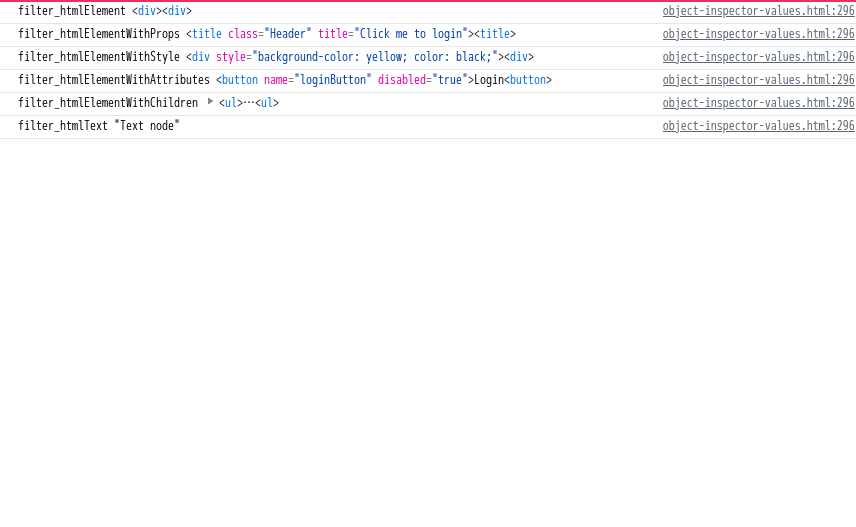 filter_htmlElement <div><div> object-inspector-values.html:296
filter_htmlElementWithProps <title class="Header" title="Click me to login"><title> object-inspector-values.html:296
filter_htmlElementWithStyle <div style="background-color: yellow; color: black;"><div> object-inspector-values.html:296
filter_htmlElementWithAttributes <button name="loginButton" disabled="true">Login<button> object-inspector-values.html:296
filter_htmlElementWithChildren <ul>⋯<ul> object-inspector-values.html:296
filter_htmlText "Text node" object-inspector-values.html:296